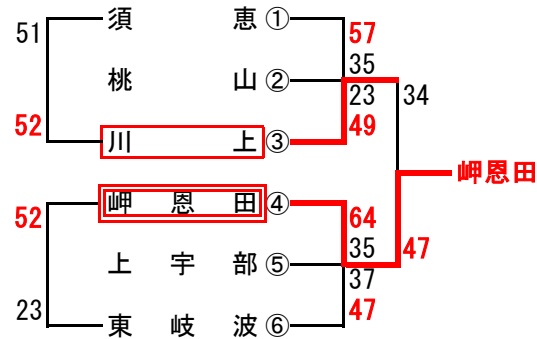 51 須恵① 57
35
桃山② 34
23
52 川上③ 49
岬恩田
52 岬恩田④ 64
35 47
上宇部⑤
37
23 東岐波⑥ 47